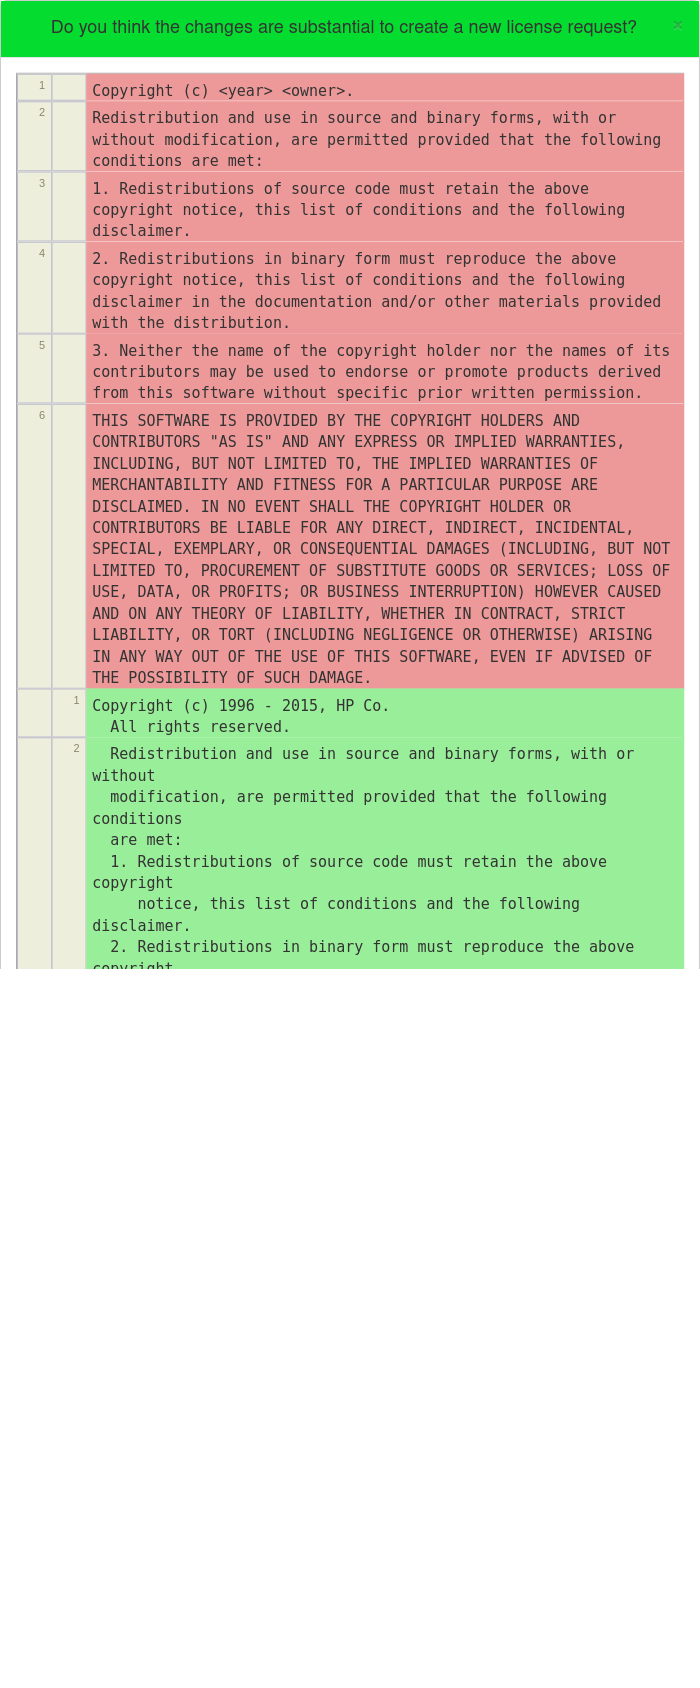 Do you think the changes are substantial to create a new license request? ×
1 Copyright (c) <year> <owner>.
2 Redistribution and use in source and binary forms, with or
without modification, are permitted provided that the following
conditions are met:
3 1. Redistributions of source code must retain the above
copyright notice, this list of conditions and the following
disclaimer.
4 2. Redistributions in binary form must reproduce the above
copyright notice, this list of conditions and the following
disclaimer in the documentation and/or other materials provided
with the distribution.
5 3. Neither the name of the copyright holder nor the names of its
contributors may be used to endorse or promote products derived
from this software without specific prior written permission.
6 THIS SOFTWARE IS PROVIDED BY THE COPYRIGHT HOLDERS AND
CONTRIBUTORS "AS IS" AND ANY EXPRESS OR IMPLIED WARRANTIES,
INCLUDING, BUT NOT LIMITED TO, THE IMPLIED WARRANTIES OF
MERCHANTABILITY AND FITNESS FOR A PARTICULAR PURPOSE ARE
DISCLAIMED. IN NO EVENT SHALL THE COPYRIGHT HOLDER OR
CONTRIBUTORS BE LIABLE FOR ANY DIRECT, INDIRECT, INCIDENTAL,
SPECIAL, EXEMPLARY, OR CONSEQUENTIAL DAMAGES (INCLUDING, BUT NOT
LIMITED TO, PROCUREMENT OF SUBSTITUTE GOODS OR SERVICES; LOSS OF
USE, DATA, OR PROFITS; OR BUSINESS INTERRUPTION) HOWEVER CAUSED
AND ON ANY THEORY OF LIABILITY, WHETHER IN CONTRACT, STRICT
LIABILITY, OR TORT (INCLUDING NEGLIGENCE OR OTHERWISE) ARISING
IN ANY WAY OUT OF THE USE OF THIS SOFTWARE, EVEN IF ADVISED OF
THE POSSIBILITY OF SUCH DAMAGE.
1 Copyright (c) 1996 - 2015, HP Co.
All rights reserved.
2 Redistribution and use in source and binary forms, with or
without
modification, are permitted provided that the following
conditions
are met:
1. Redistributions of source code must retain the above
copyright
notice, this list of conditions and the following
disclaimer.
2. Redistributions in binary form must reproduce the above
copyright